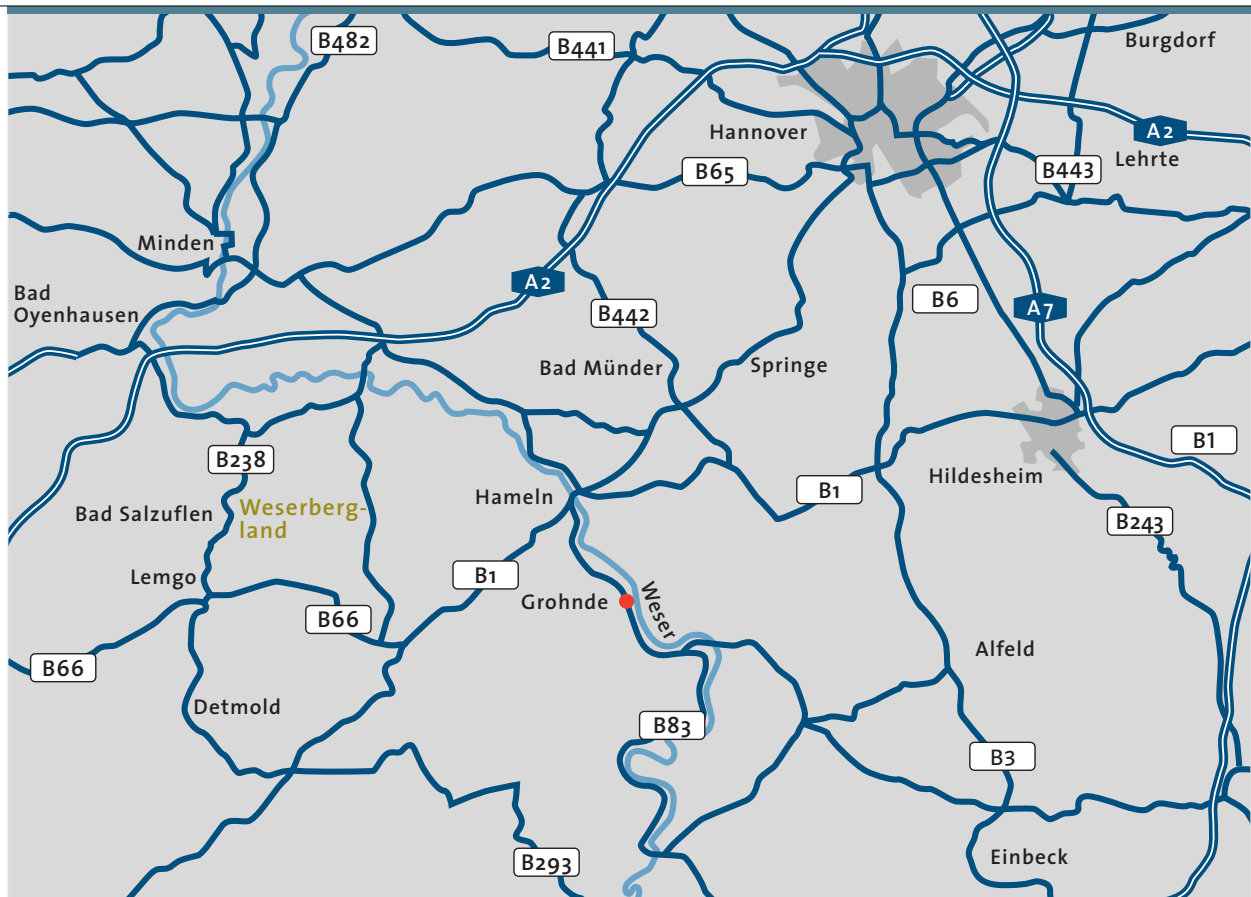 B482
B441
Burgdorf
Hannover
A2
Lehrte
B65
B443
Minden
A2
Bad
Oyenhausen
B6
A7
B442
Bad Münder
Springe
B238
B1
Hildesheim
Hameln
B1
Bad Salzuflen
Weserberg-
land
B243
Lemgo
B1
Grohnde
Weser
B66
B66
Alfeld
Detmold
B83
B3
B293
Einbeck